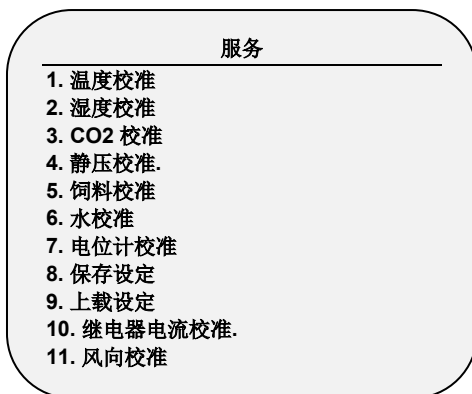 服务
1. 温度校准
2. 湿度校准
3. CO2 校准
4. 静压校准.
5. 饲料校准
6. 水校准
7. 电位计校准
8. 保存设定
9. 上载设定
10. 继电器电流校准.
11. 风向校准